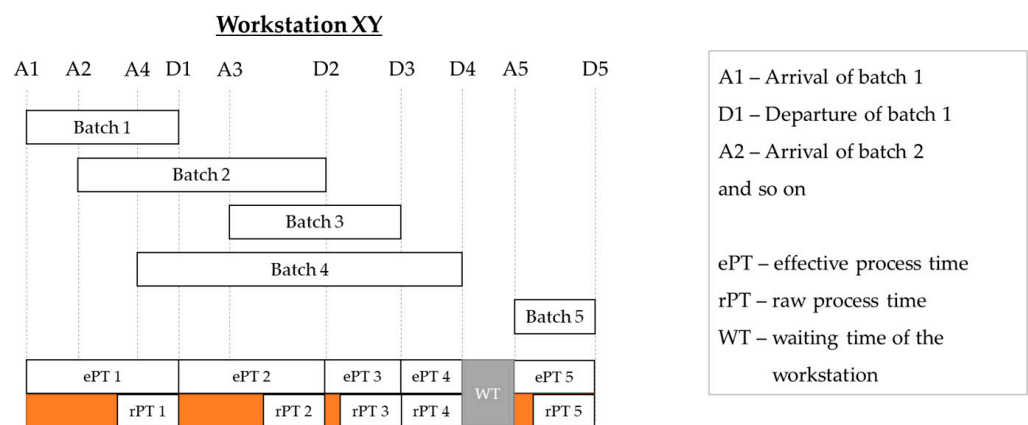 Workstation XY
A1 A2 A4 D1 A3 D2 D3 D4 A5 D5
Batch 1
Batch 2
Batch 3
Batch 4
Batch 5
ePT 1 ePT 2 ePT 3 ePT 4 WT ePT 5
rPT 1 rPT 2 rPT 3 rPT 4 rPT 5
A1 – Arrival of batch 1
D1 – Departure of batch 1
A2 – Arrival of batch 2
and so on
ePT – effective process time
rPT – raw process time
WT – waiting time of the
workstation